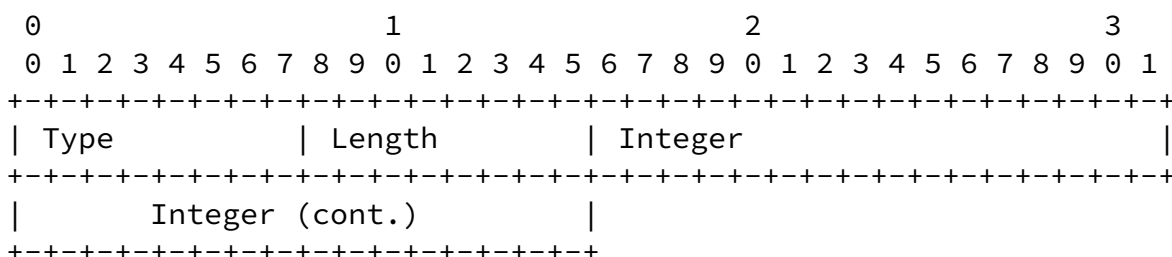 0                   1                   2                   3
 0 1 2 3 4 5 6 7 8 9 0 1 2 3 4 5 6 7 8 9 0 1 2 3 4 5 6 7 8 9 0 1
+-+-+-+-+-+-+-+-+-+-+-+-+-+-+-+-+-+-+-+-+-+-+-+-+-+-+-+-+-+-+-+-+
| Type          | Length        | Integer                       |
+-+-+-+-+-+-+-+-+-+-+-+-+-+-+-+-+-+-+-+-+-+-+-+-+-+-+-+-+-+-+-+-+
|       Integer (cont.)         |
+-+-+-+-+-+-+-+-+-+-+-+-+-+-+-+-+